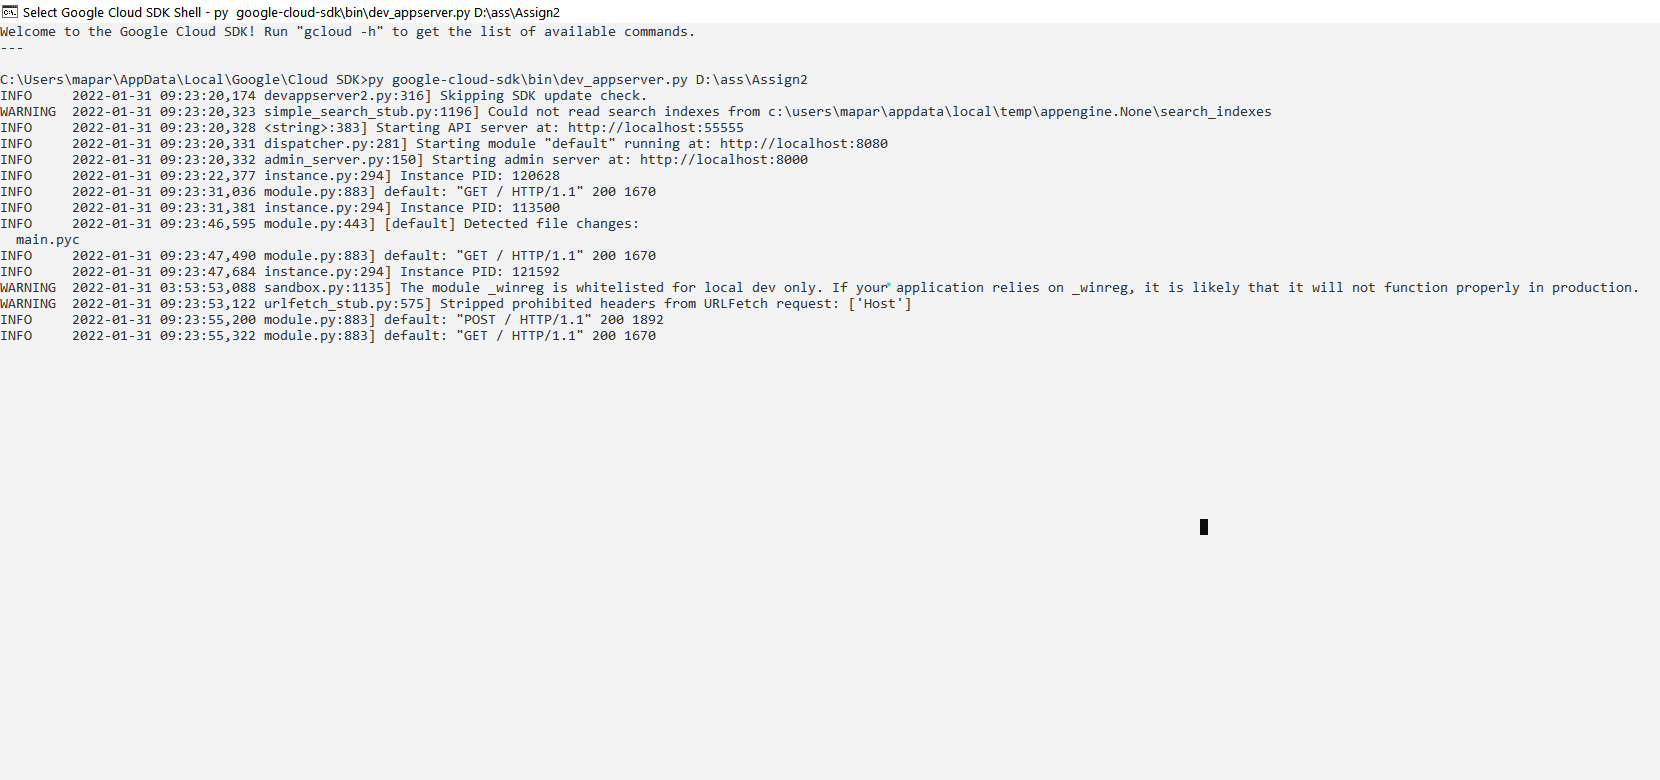 Select Google Cloud SDK Shell - py  google-cloud-sdk\bin\dev_appserver.py D:\ass\Assign2
Welcome to the Google Cloud SDK! Run "gcloud -h" to get the list of available commands.
---
C:\Users\mapar\AppData\Local\Google\Cloud SDK>py google-cloud-sdk\bin\dev_appserver.py D:\ass\Assign2
INFO     2022-01-31 09:23:20,174 devappserver2.py:316] Skipping SDK update check.
WARNING  2022-01-31 09:23:20,323 simple_search_stub.py:1196] Could not read search indexes from c:\users\mapar\appdata\local\temp\appengine.None\search_indexes
INFO     2022-01-31 09:23:20,328 <string>:383] Starting API server at: http://localhost:55555
INFO     2022-01-31 09:23:20,331 dispatcher.py:281] Starting module "default" running at: http://localhost:8080
INFO     2022-01-31 09:23:20,332 admin_server.py:150] Starting admin server at: http://localhost:8000
INFO     2022-01-31 09:23:22,377 instance.py:294] Instance PID: 120628
INFO     2022-01-31 09:23:31,036 module.py:883] default: "GET / HTTP/1.1" 200 1670
INFO     2022-01-31 09:23:31,381 instance.py:294] Instance PID: 113500
INFO     2022-01-31 09:23:46,595 module.py:443] [default] Detected file changes:
  main.pyc
INFO     2022-01-31 09:23:47,490 module.py:883] default: "GET / HTTP/1.1" 200 1670
INFO     2022-01-31 09:23:47,684 instance.py:294] Instance PID: 121592
WARNING  2022-01-31 03:53:53,088 sandbox.py:1135] The module _winreg is whitelisted for local dev only. If your application relies on _winreg, it is likely that it will not function properly in production.
WARNING  2022-01-31 09:23:53,122 urlfetch_stub.py:575] Stripped prohibited headers from URLFetch request: ['Host']
INFO     2022-01-31 09:23:55,200 module.py:883] default: "POST / HTTP/1.1" 200 1892
INFO     2022-01-31 09:23:55,322 module.py:883] default: "GET / HTTP/1.1" 200 1670